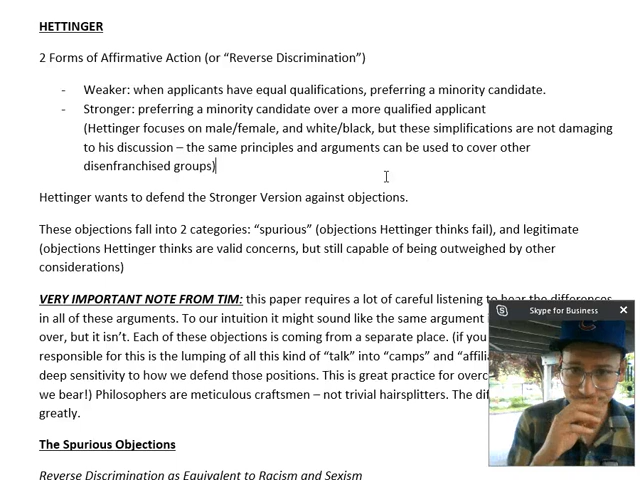 HETTINGER
2 Forms of Affirmative Action (or “Reverse Discrimination”)
- Weaker: when applicants have equal qualifications, preferring a minority candidate.
- Stronger: preferring a minority candidate over a more qualified applicant
(Hettinger focuses on male/female, and white/black, but these simplifications are not damaging
to his discussion – the same principles and arguments can be used to cover other
disenfranchised groups)
Hettinger wants to defend the Stronger Version against objections.
These objections fall into 2 categories: “spurious” (objections Hettinger thinks fail), and legitimate
(objections Hettinger thinks are valid concerns, but still capable of being outweighed by other
considerations)
VERY IMPORTANT NOTE FROM TIM: this paper requires a lot of careful listening to hear the differences
in all of these arguments. To our intuition it might sound like the same argument
over, but it isn’t. Each of these objections is coming from a separate place. (if you
responsible for this is the lumping of all this kind of “talk” into “camps” and
deep sensitivity to how we defend those positions. This is great practice for
we bear!) Philosophers are meticulous craftsmen – not trivial hairsplitters. The
greatly.
The Spurious Objections
Reverse Discrimination as Equivalent to Racism and Sexism
Skype for Business